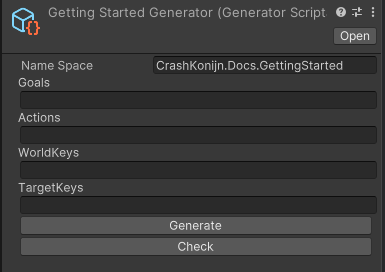 Getting Started Generator (Generator Script
Open
Name Space CrashKonijn.Docs.GettingStarted
Goals
Actions
WorldKeys
TargetKeys
Generate
Check